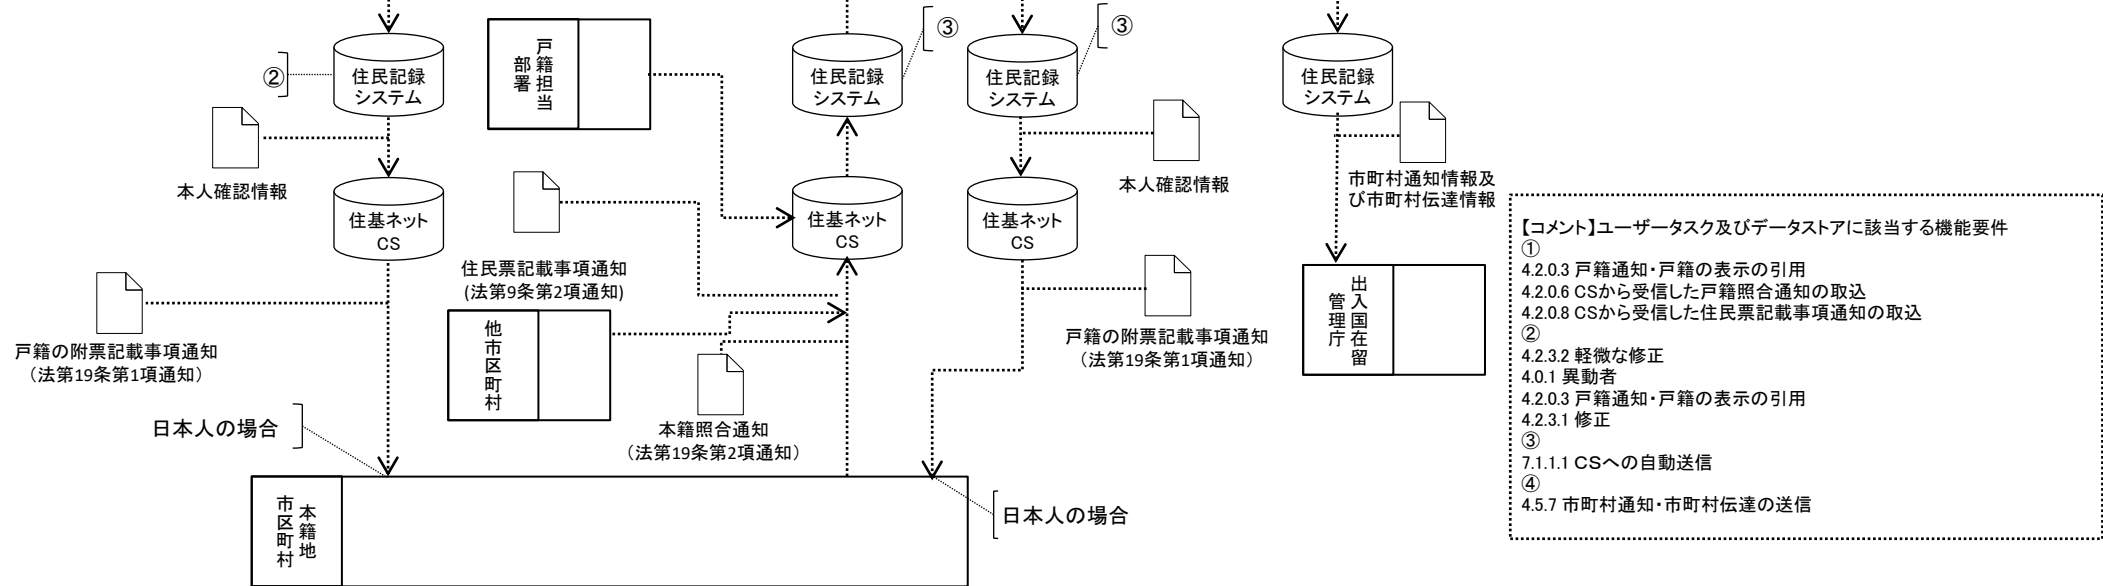 ②
住民記録
システム
戸籍担当
部署
住民記録
システム
③
住民記録
システム
③
住民記録
システム
本人確認情報
住基ネット
CS
住基ネット
CS
住基ネット
CS
本人確認情報
市町村通知情報及
び市町村伝達情報
戸籍の附票記載事項通知
（法第19条第1項通知）
住民票記載事項通知
(法第9条第2項通知)
他市区町村
本籍照合通知
（法第19条第2項通知）
戸籍の附票記載事項通知
（法第19条第1項通知）
出入国在留
管理庁
日本人の場合
日本人の場合
本籍地
市区町村
【コメント】ユーザータスク及びデータストアに該当する機能要件
①
4.2.0.3 戸籍通知・戸籍の表示の引用
4.2.0.6 CSから受信した戸籍照合通知の取込
4.2.0.8 CSから受信した住民票記載事項通知の取込
②
4.2.3.2 軽微な修正
4.0.1 異動者
4.2.0.3 戸籍通知・戸籍の表示の引用
4.2.3.1 修正
③
7.1.1.1 CSへの自動送信
④
4.5.7 市町村通知・市町村伝達の送信